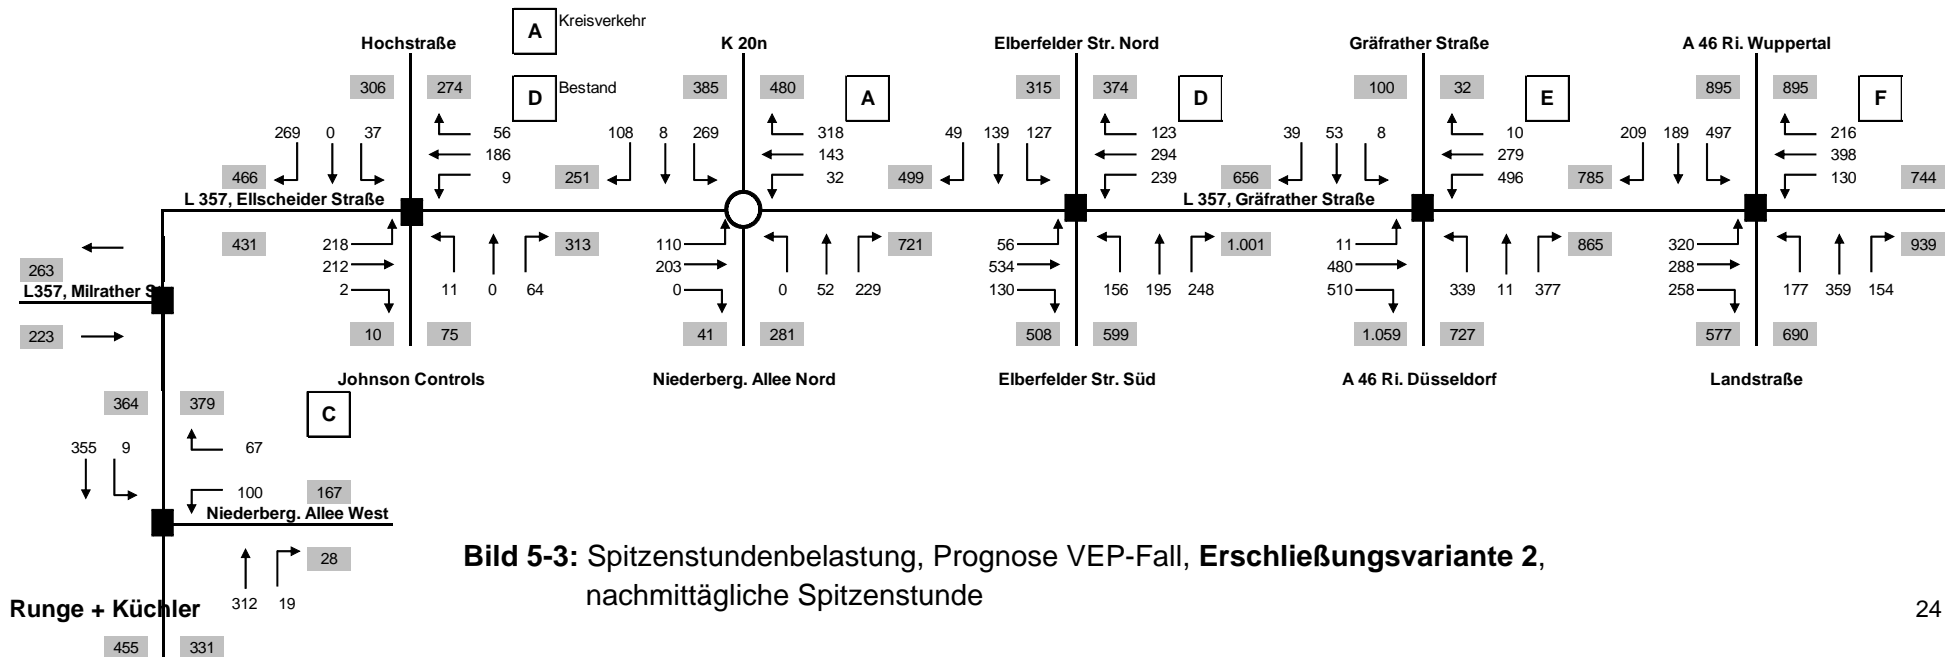 A Kreisverkehr
Hochstraße K 20n Elberfelder Str. Nord Gräfrather Straße A 46 Ri. Wuppertal
306 274 D Bestand 385 480 A 315 374 D 100 32 E 895 895 F
269 0 37 56 108 8 269 318 49 139 127 123 39 53 8 10 209 189 497 216
186 143 294 279 398
466 9 251 32 499 239 656 496 785 130 744
L 357, Ellscheider Straße L 357, Gräfrather Straße
431 218 313 110 721 56 1.001 11 865 320 939
263 212 203 534 480 288
L357, Milrather S
2 11 0 64 0 0 52 229 130 156 195 248 510 339 11 377 258 177 359 154
223 10 75 41 281 508 599 1.059 727 577 690
Johnson Controls Niederberg. Allee Nord Elberfelder Str. Süd A 46 Ri. Düsseldorf Landstraße
364 379 C
355 9 67
100 167
Niederberg. Allee West
28
Bild 5-3: Spitzenstundenbelastung, Prognose VEP-Fall, Erschließungsvariante 2,
nachmittägliche Spitzenstunde
Runge + Küchler 312 19 24
455 331